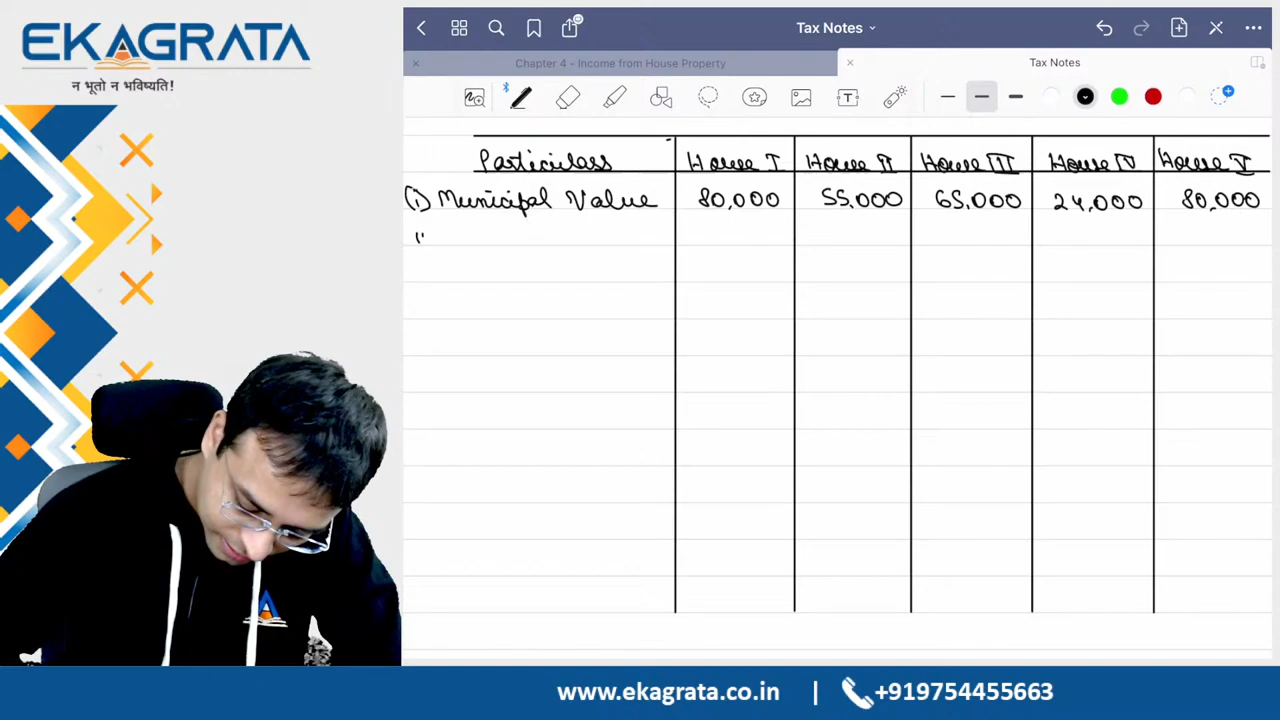 EKAGRATA
न भूतो न भविष्यति!
Tax Notes
Chapter 4 - Income from House Property
Tax Notes
T
Particulars House I House II House III House IV House V
(i) Municipal Value 80,000 55,000 65,000 24,000 80,000
www.ekagrata.co.in | +919754455663